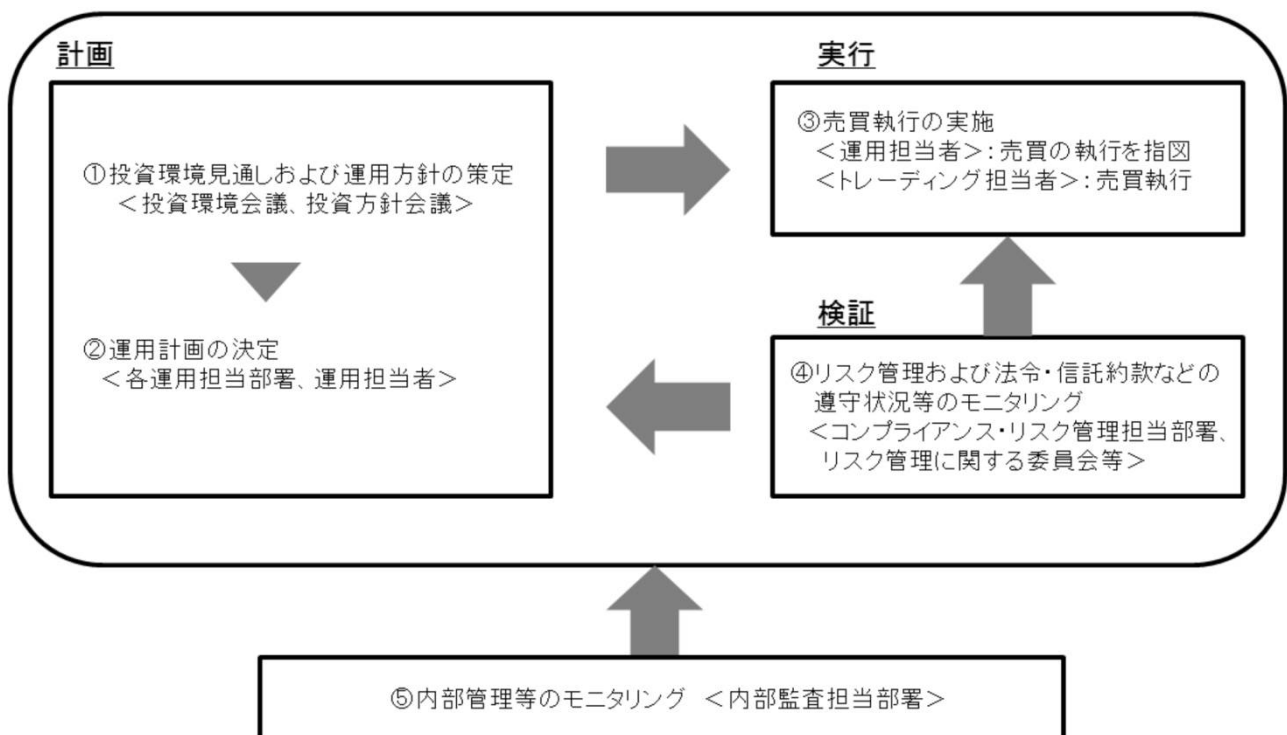 計画
①投資環境見通しおよび運用方針の策定
＜投資環境会議、投資方針会議＞
②運用計画の決定
＜各運用担当部署、運用担当者＞
実行
③売買執行の実施
＜運用担当者＞：売買の執行を指図
＜トレーディング担当者＞：売買執行
検証
④リスク管理および法令・信託約款などの
遵守状況等のモニタリング
＜コンプライアンス・リスク管理担当部署、
リスク管理に関する委員会等＞
⑤内部管理等のモニタリング ＜内部監査担当部署＞